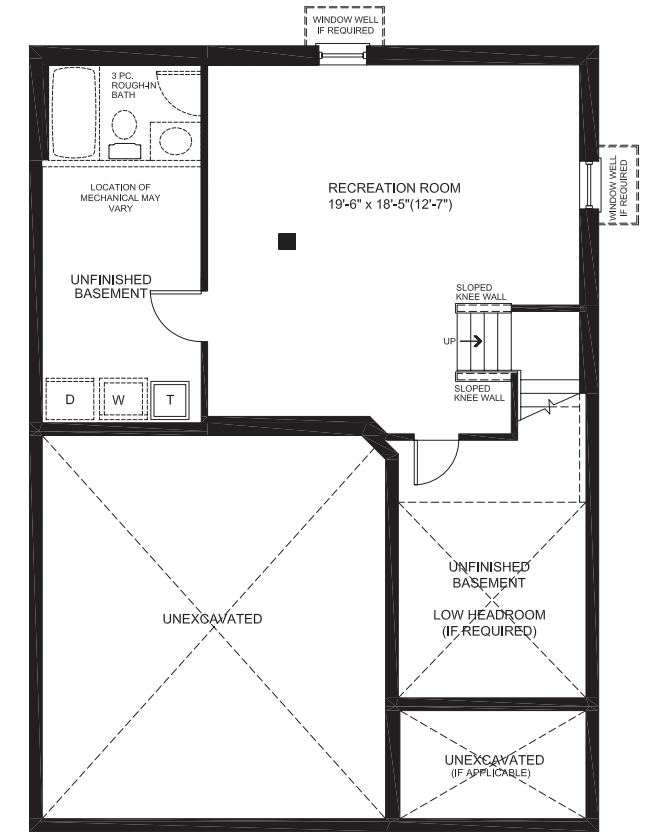 WINDOW WELL
IF REQUIRED
3 PC.
ROUGH-IN
BATH
WINDOW WELL
IF REQUIRED
LOCATION OF
MECHANICAL MAY
VARY
RECREATION ROOM
19'-6" x 18'-5"(12'-7")
UNFINISHED
BASEMENT
SLOPED
KNEE WALL
UP
SLOPED
KNEE WALL
D
W
T
UNFINISHED
BASEMENT
LOW HEADROOM
(IF REQUIRED)
UNEXCAVATED
UNEXCAVATED
(IF APPLICABLE)